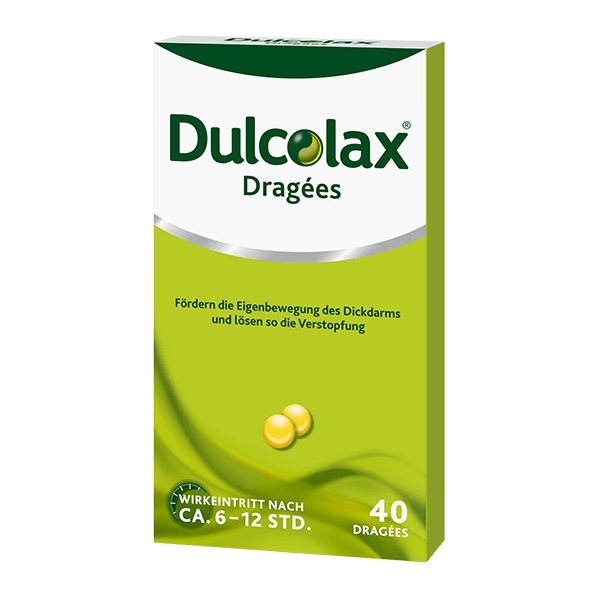 Dulcolax®
Dragées
Fördern die Eigenbewegung des Dickdarms
und lösen so die Verstopfung
WIRKEINTRITT NACH
CA. 6–12 STD.
40
DRAGÉES